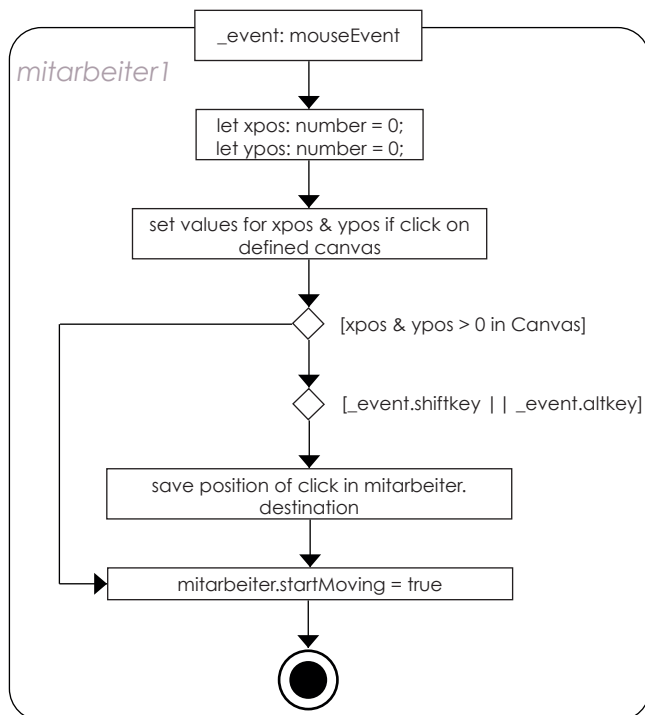 _event: mouseEvent
mitarbeiter1
let xpos: number = 0;
let ypos: number = 0;
set values for xpos & ypos if click on
defined canvas
[xpos & ypos > 0 in Canvas]
[_event.shiftkey || _event.altkey]
save position of click in mitarbeiter.
destination
mitarbeiter.startMoving = true